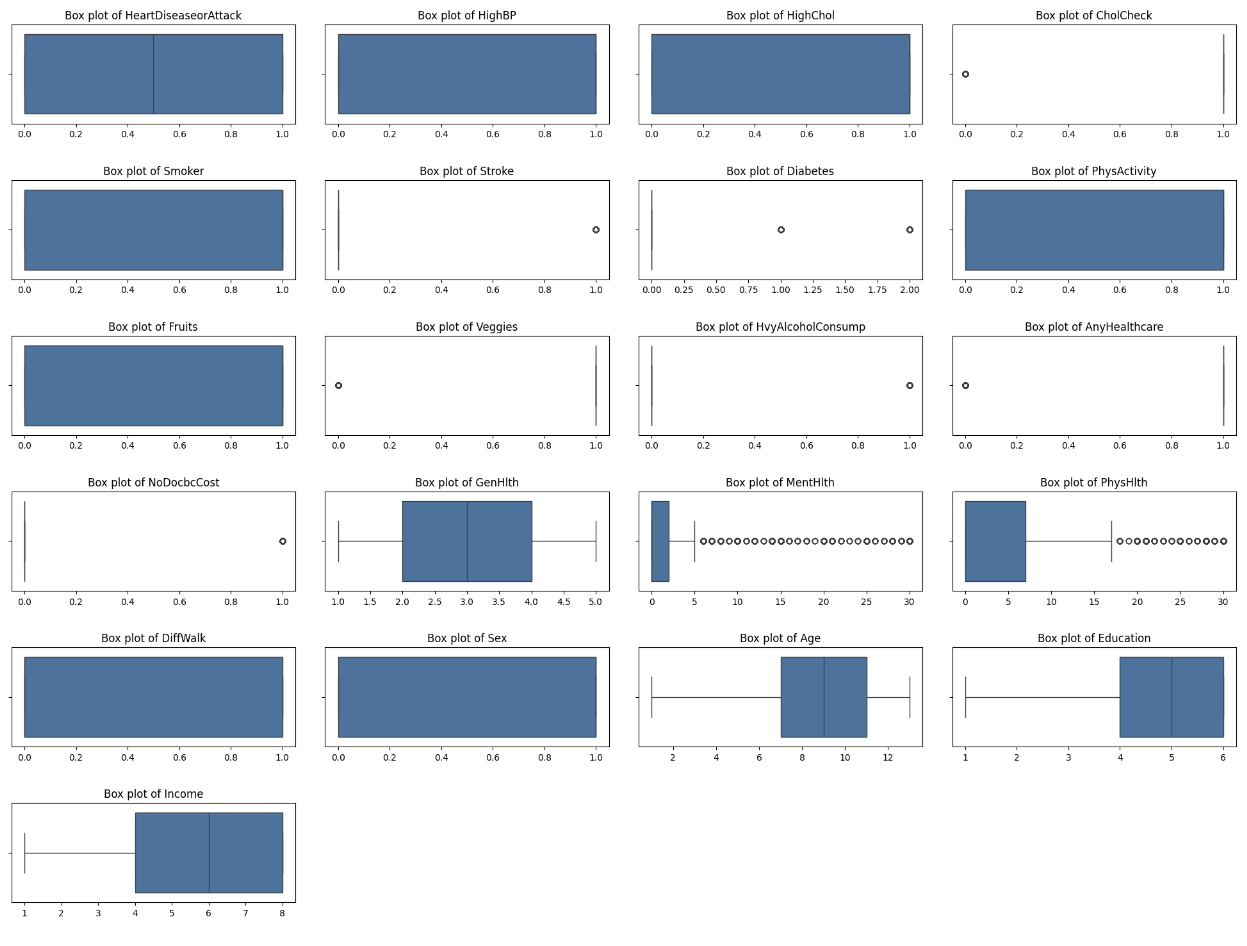 Box plot of HeartDiseaseorAttack
0.0 0.2 0.4 0.6 0.8 1.0
Box plot of HighBP
0.0 0.2 0.4 0.6 0.8 1.0
Box plot of HighChol
0.0 0.2 0.4 0.6 0.8 1.0
Box plot of CholCheck
0.0 0.2 0.4 0.6 0.8 1.0
Box plot of Smoker
0.0 0.2 0.4 0.6 0.8 1.0
Box plot of Stroke
0.0 0.2 0.4 0.6 0.8 1.0
Box plot of Diabetes
0.00 0.25 0.50 0.75 1.00 1.25 1.50 1.75 2.00
Box plot of PhysActivity
0.0 0.2 0.4 0.6 0.8 1.0
Box plot of Fruits
0.0 0.2 0.4 0.6 0.8 1.0
Box plot of Veggies
0.0 0.2 0.4 0.6 0.8 1.0
Box plot of HvyAlcoholConsump
0.0 0.2 0.4 0.6 0.8 1.0
Box plot of AnyHealthcare
0.0 0.2 0.4 0.6 0.8 1.0
Box plot of NoDocbcCost
0.0 0.2 0.4 0.6 0.8 1.0
Box plot of GenHlth
1.0 1.5 2.0 2.5 3.0 3.5 4.0 4.5 5.0
Box plot of MentHlth
0 5 10 15 20 25 30
Box plot of PhysHlth
0 5 10 15 20 25 30
Box plot of DiffWalk
0.0 0.2 0.4 0.6 0.8 1.0
Box plot of Sex
0.0 0.2 0.4 0.6 0.8 1.0
Box plot of Age
2 4 6 8 10 12
Box plot of Education
1 2 3 4 5 6
Box plot of Income
1 2 3 4 5 6 7 8